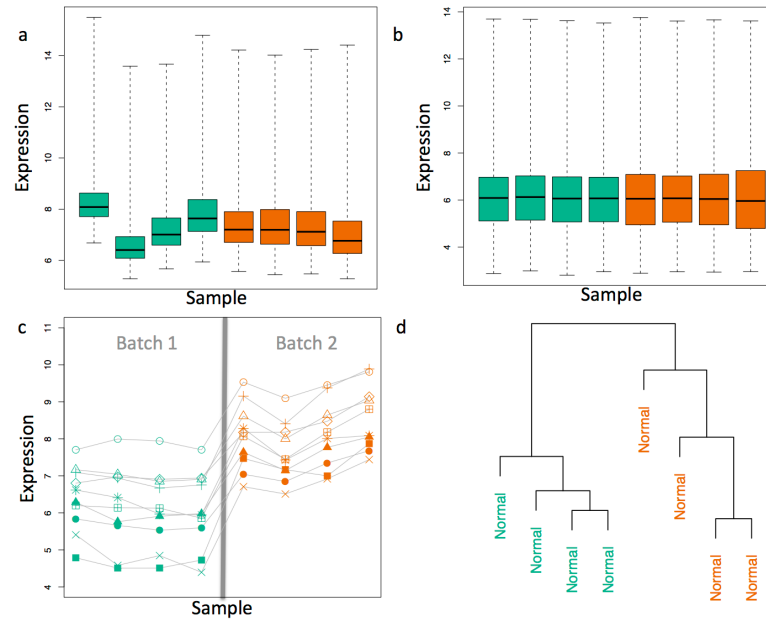 a
14
12
10
8
6
Expression
Sample
b
14
12
10
8
6
4
Expression
Sample
c
Batch 1
Batch 2
11
10
9
8
7
6
5
4
Expression
Sample
d
Normal
Normal
Normal
Normal
Normal
Normal
Normal
Normal